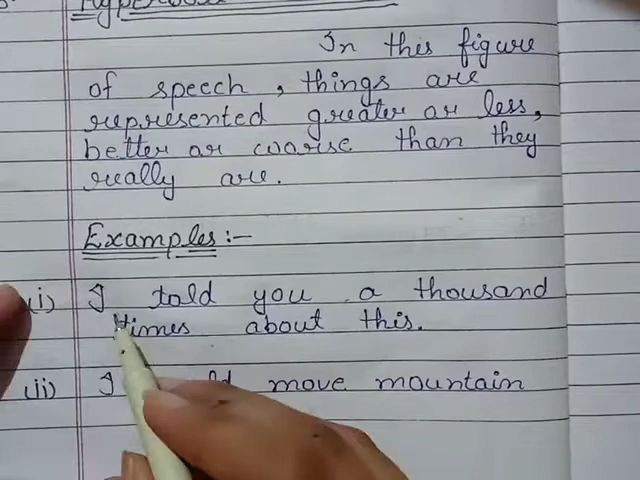 In this figure
of speech, things are
represented greater or less,
better or worse than they
really are.
Examples:-
(i) I told you a thousand
times about this.
(ii) I move mountain